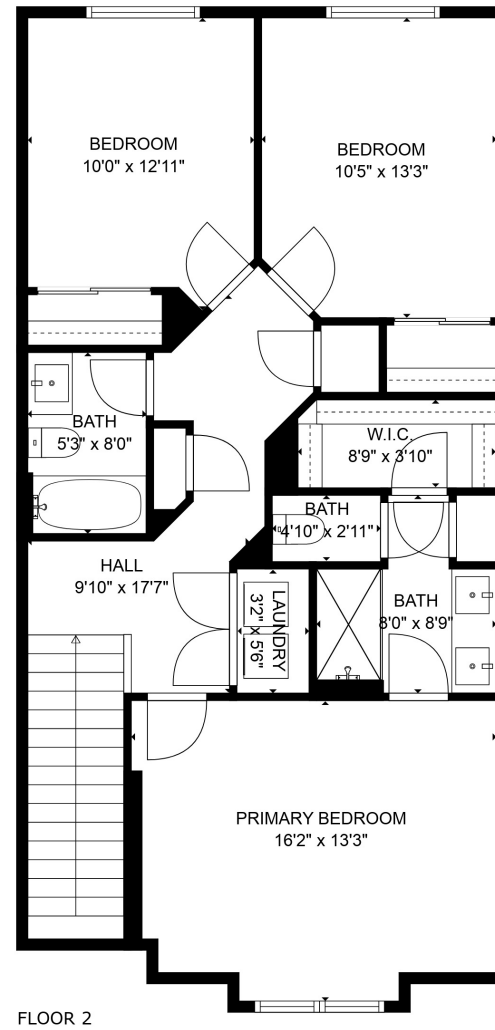 BEDROOM
10'0" x 12'11"
BEDROOM
10'5" x 13'3"
BATH
5'3" x 8'0"
W.I.C.
8'9" x 3'10"
BATH
4'10" x 2'11"
HALL
9'10" x 17'7"
LAUNDRY
3'2" x 5'6"
BATH
8'0" x 8'9"
PRIMARY BEDROOM
16'2" x 13'3"
FLOOR 2